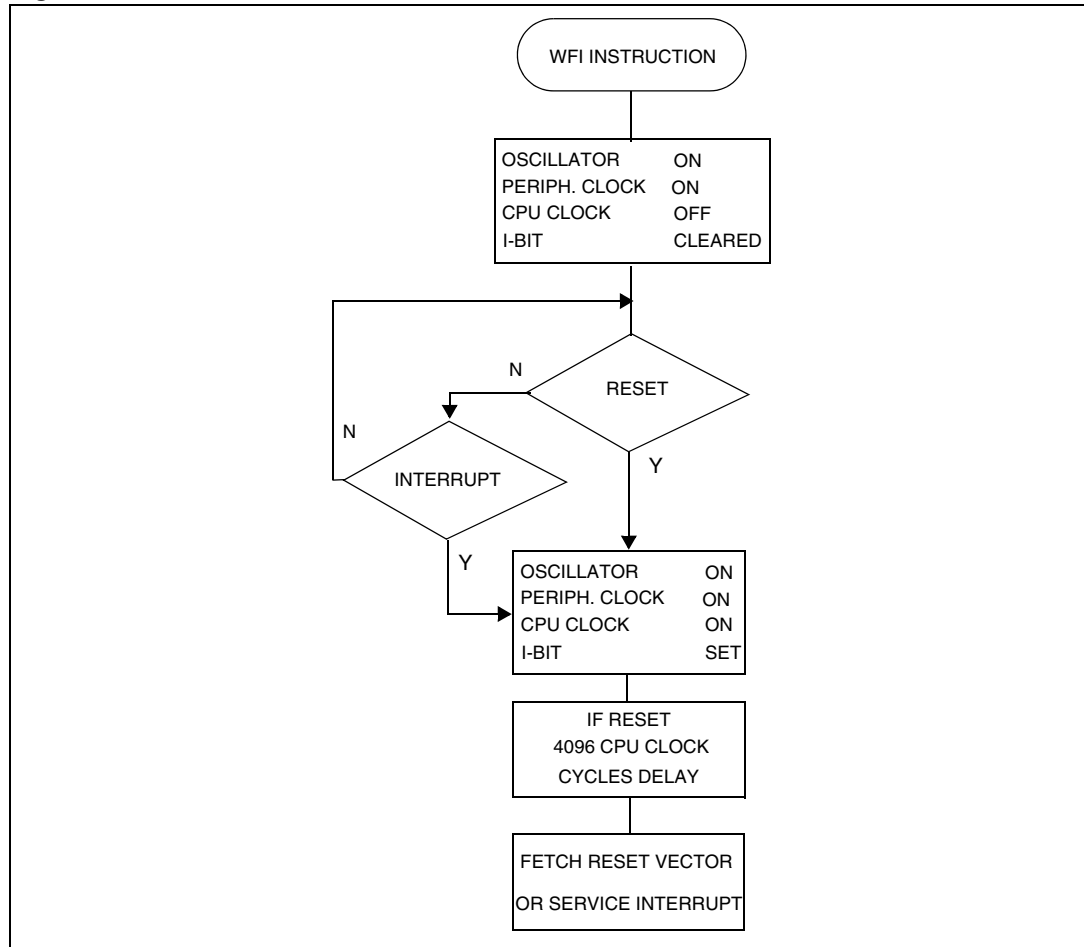 WFI INSTRUCTION
OSCILLATOR ON
PERIPH. CLOCK ON
CPU CLOCK OFF
I-BIT CLEARED
N
RESET
N
Y
INTERRUPT
Y
OSCILLATOR ON
PERIPH. CLOCK ON
CPU CLOCK ON
I-BIT SET
IF RESET
4096 CPU CLOCK
CYCLES DELAY
FETCH RESET VECTOR
OR SERVICE INTERRUPT